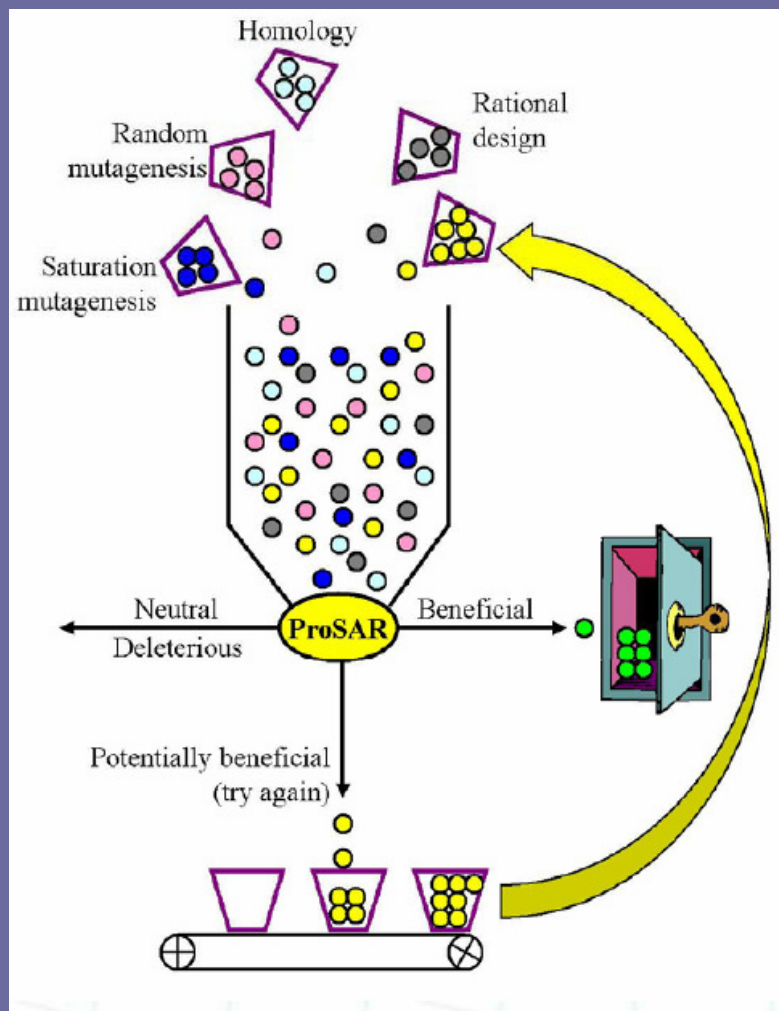 Homology
Rational
design
Random
mutagenesis
Saturation
mutagenesis
Neutral
Deleterious
ProSAR
Beneficial
Potentially beneficial
(try again)